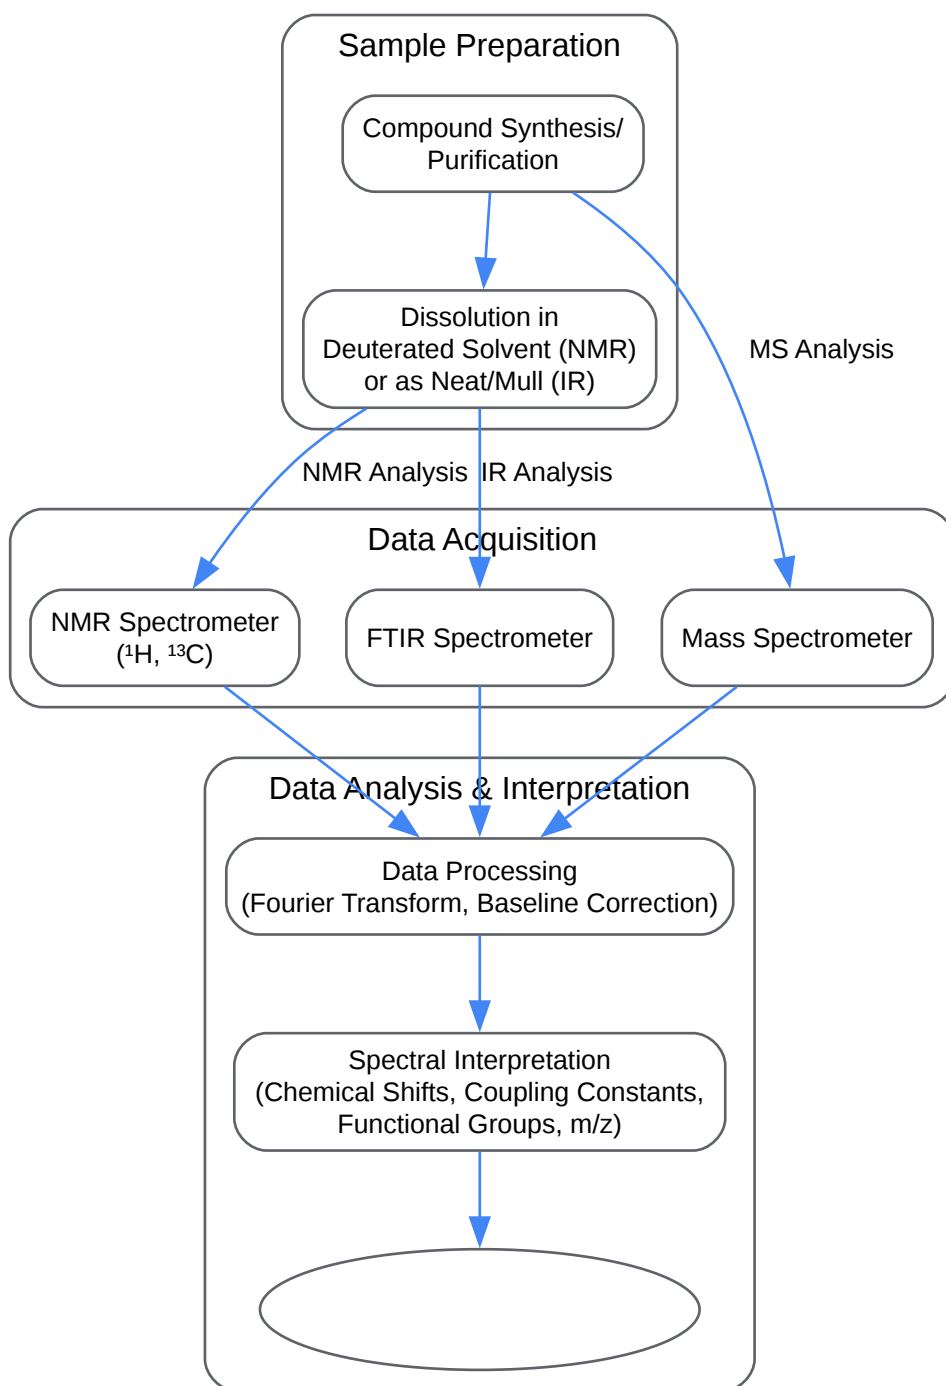 Sample Preparation
Compound Synthesis/
Purification
Dissolution in
Deuterated Solvent (NMR)
or as Neat/Mull (IR)
MS Analysis
NMR Analysis
IR Analysis
Data Acquisition
NMR Spectrometer
(¹H, ¹³C)
FTIR Spectrometer
Mass Spectrometer
Data Analysis & Interpretation
Data Processing
(Fourier Transform, Baseline Correction)
Spectral Interpretation
(Chemical Shifts, Coupling Constants,
Functional Groups, m/z)